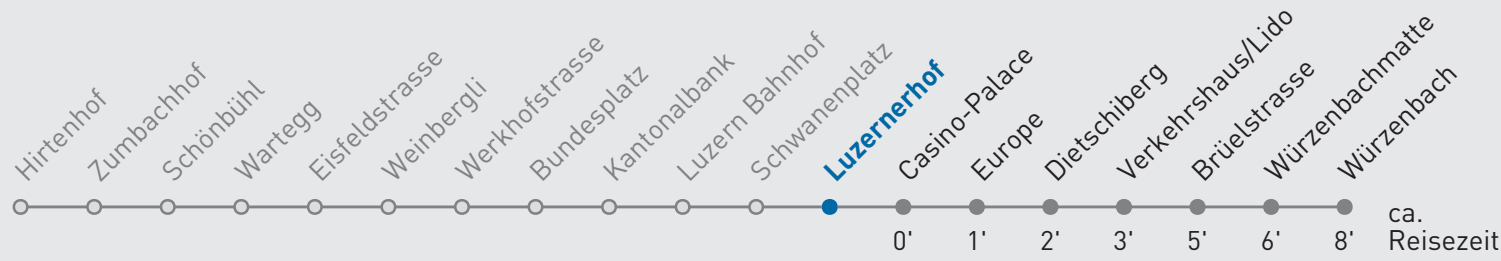 Hirtenhof
Zumbachhof
Schönbühl
Wartegg
Eisfeldstrasse
Weinbergli
Werkhofstrasse
Bundesplatz
Kantonalbank
Luzern Bahnhof
Schwanenplatz
Luzernerhof
Casino-Palace
Europe
Dietschiberg
Verkehrshaus/Lido
Brüelstrasse
Würzenbachmatte
Würzenbach
0' 1' 2' 3' 5' 6' 8'
ca.
Reisezeit